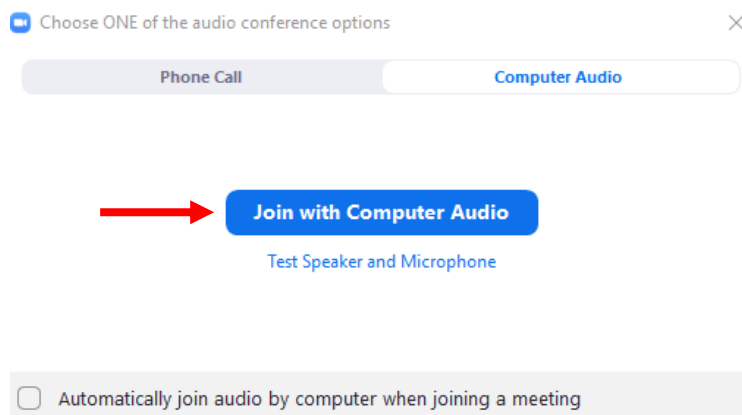 Choose ONE of the audio conference options
Phone Call
Computer Audio
Join with Computer Audio
Test Speaker and Microphone
Automatically join audio by computer when joining a meeting